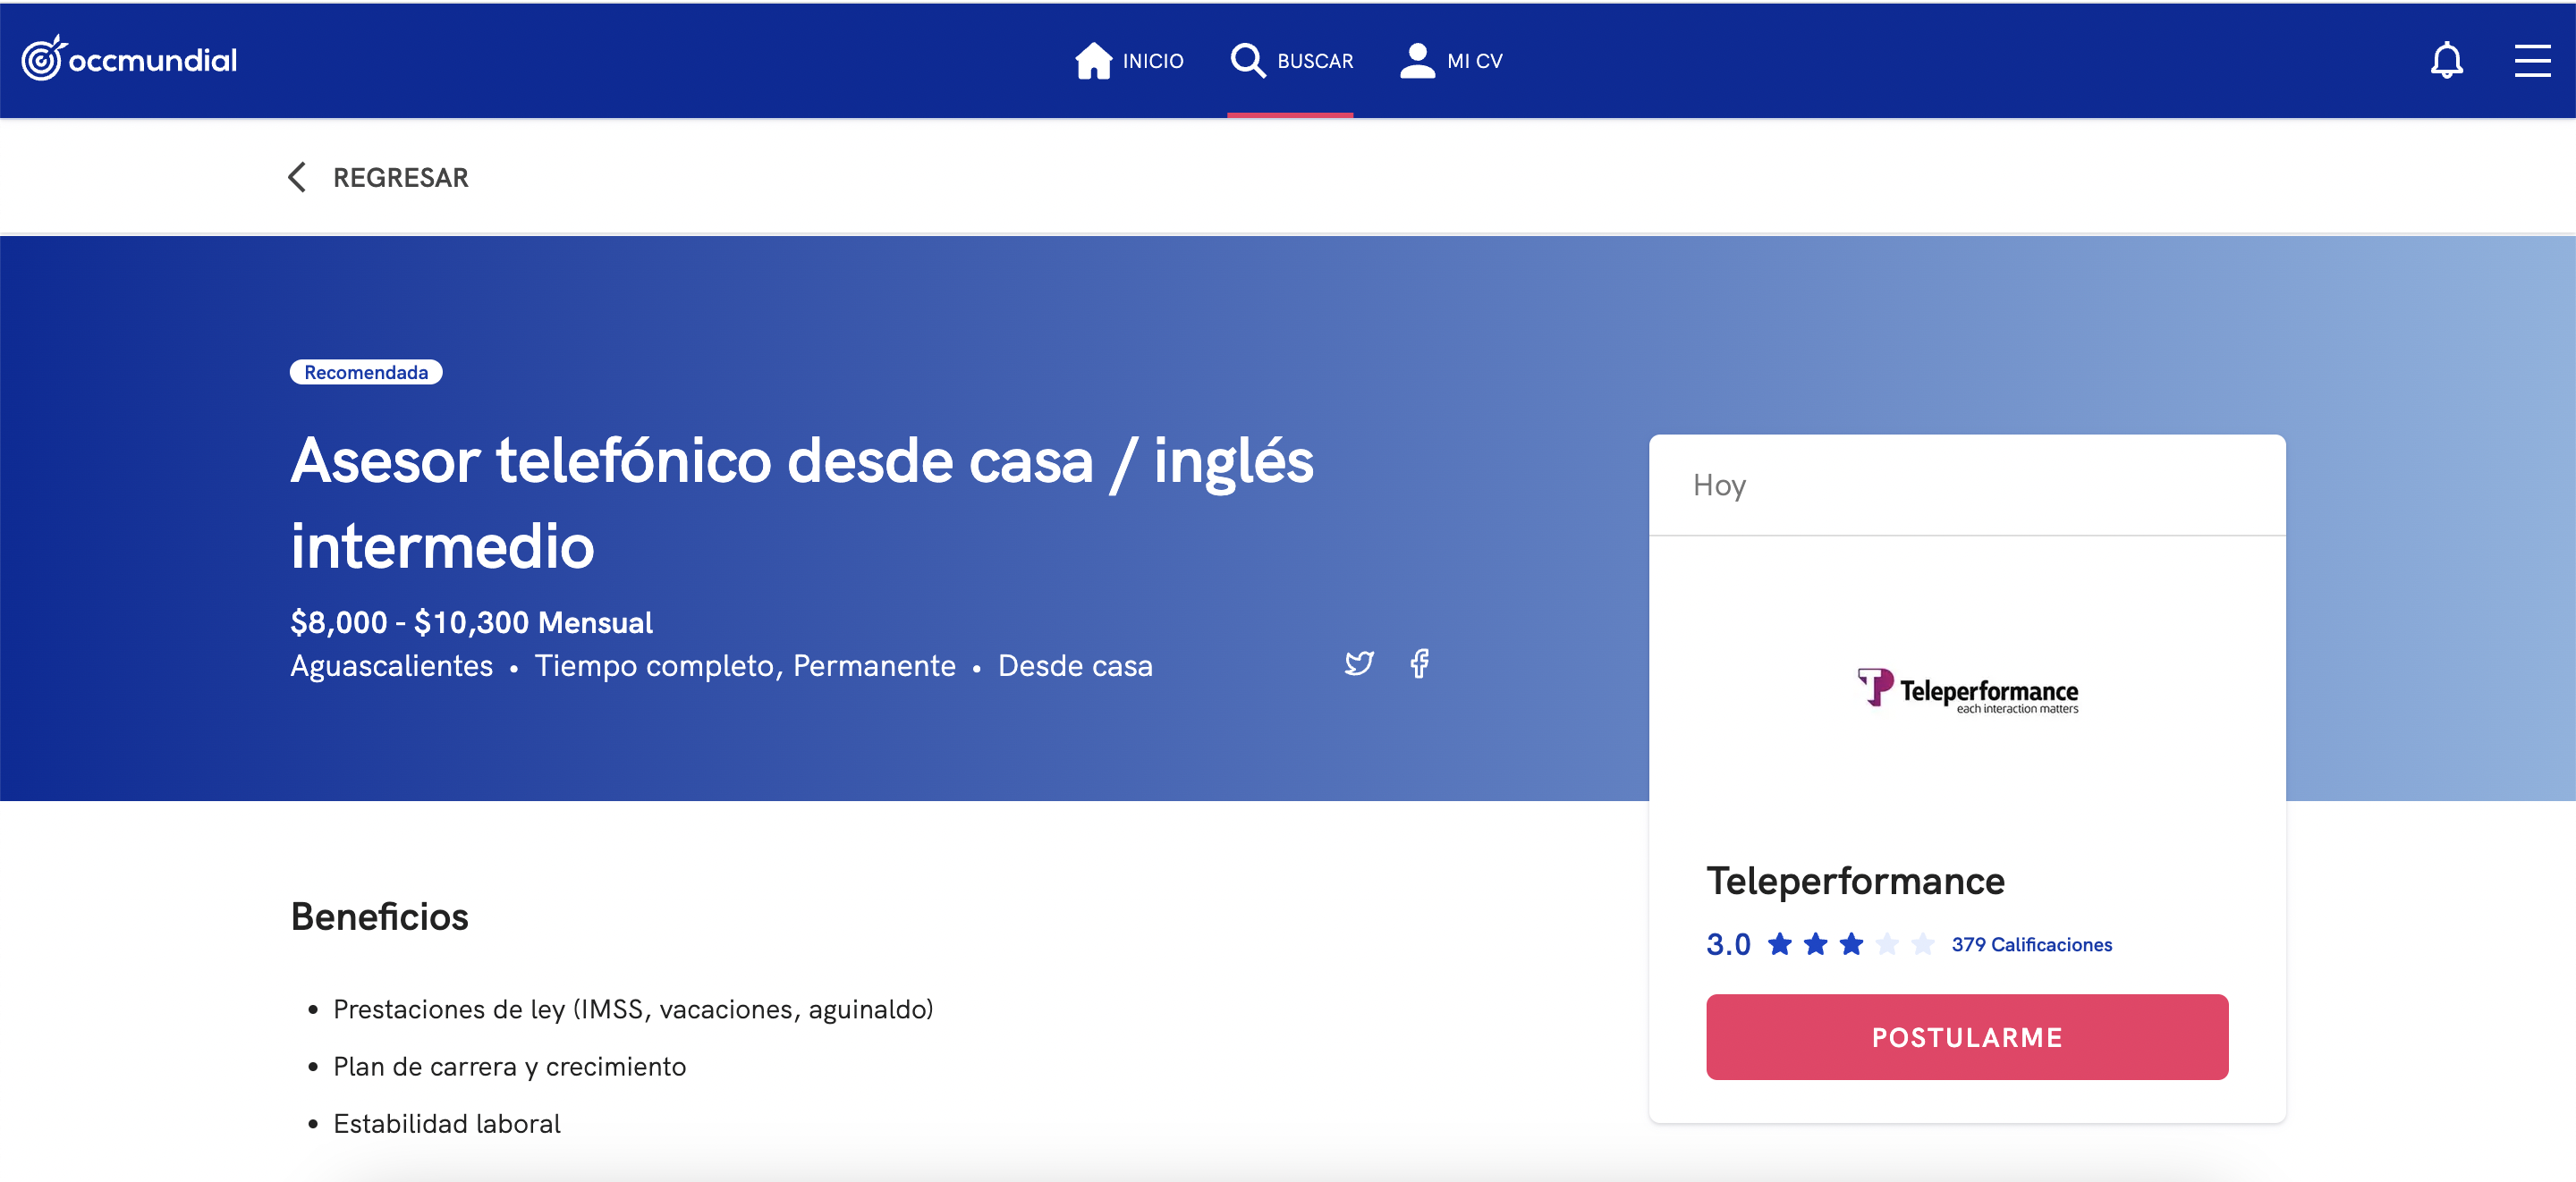 occmundial
INICIO
BUSCAR
MI CV
REGRESAR
Recomendada
Asesor telefónico desde casa / inglés
intermedio
$8,000 - $10,300 Mensual
Aguascalientes • Tiempo completo, Permanente • Desde casa
Hoy
Teleperformance
each interaction matters
Teleperformance
3.0
379 Calificaciones
POSTULARME
Beneficios
• Prestaciones de ley (IMSS, vacaciones, aguinaldo)
• Plan de carrera y crecimiento
• Estabilidad laboral